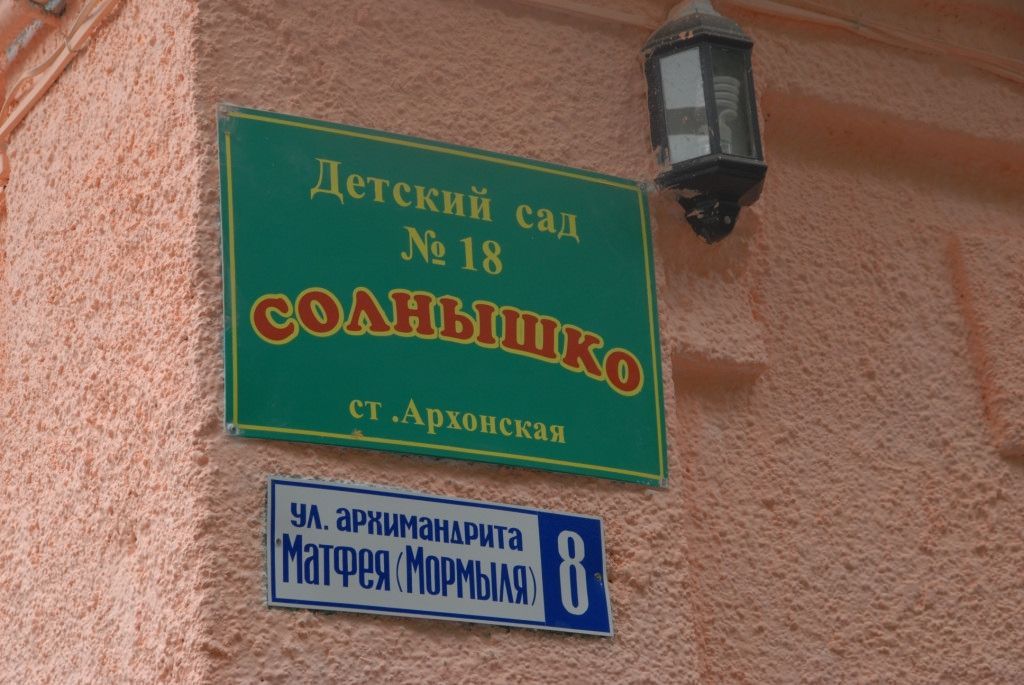 Детский сад
№ 18
СОЛНЫШКО
ст .Архонская
ул. архимандрита
Матфея (Мормыля)
8